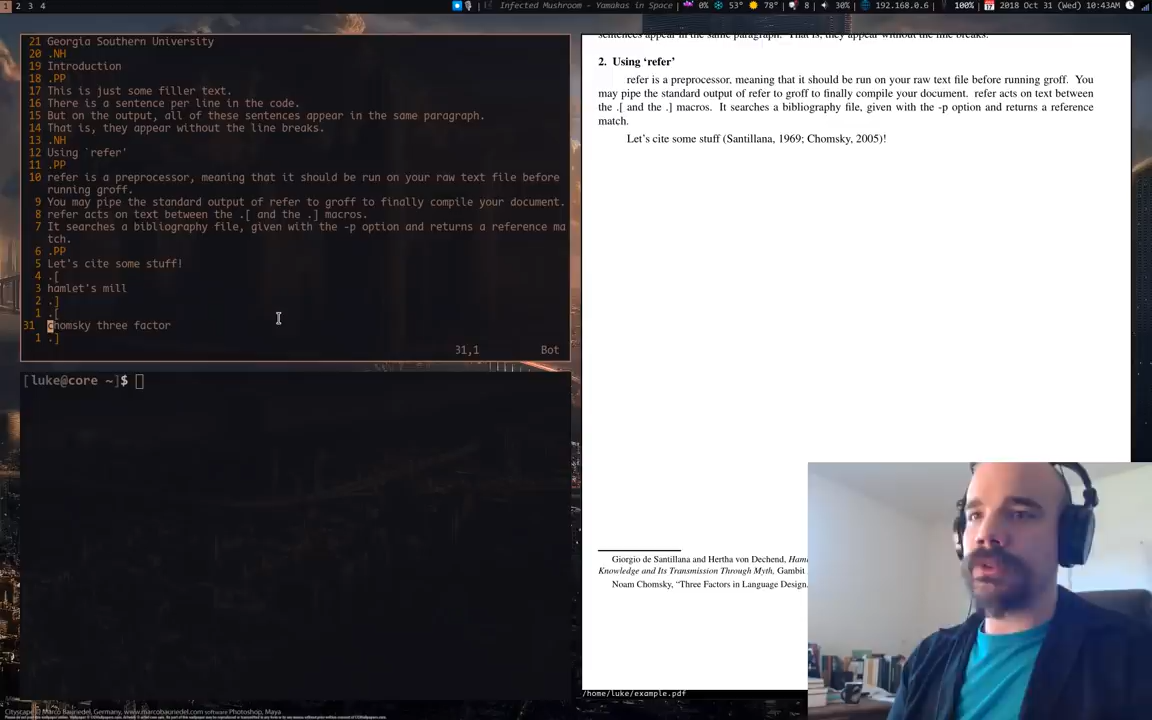 1 2 3 4
Infected Mushroom - Yamakas in Space
0% 53° 78° 8 30% 192.168.0.6 100% 2018 Oct 31 (Wed) 10:43AM
21 Georgia Southern University
20 .NH
19 Introduction
18 .PP
17 This is just some filler text.
16 There is a sentence per line in the code.
15 But on the output, all of these sentences appear in the same paragraph.
14 That is, they appear without the line breaks.
13 .NH
12 Using `refer'
11 .PP
10 refer is a preprocessor, meaning that it should be run on your raw text file before
running groff.
9 You may pipe the standard output of refer to groff to finally compile your document.
8 refer acts on text between the .[ and the .] macros.
7 It searches a bibliography file, given with the -p option and returns a reference ma
tch.
6 .PP
5 Let's cite some stuff!
4 .[
3 hamlet's mill
2 .]
1 .[
31 chomsky three factor
1 .]
31,1 Bot
[luke@core ~]$
sentences appear in the same paragraph. That is, they appear without the line breaks.
2. Using ‘refer’
refer is a preprocessor, meaning that it should be run on your raw text file before running groff. You
may pipe the standard output of refer to groff to finally compile your document. refer acts on text between
the .[ and the .] macros. It searches a bibliography file, given with the -p option and returns a reference
match.
Let’s cite some stuff (Santillana, 1969; Chomsky, 2005)!
Giorgio de Santillana and Hertha von Dechend, Ham
Knowledge and Its Transmission Through Myth, Gambit
Noam Chomsky, “Three Factors in Language Design,
/home/luke/example.pdf